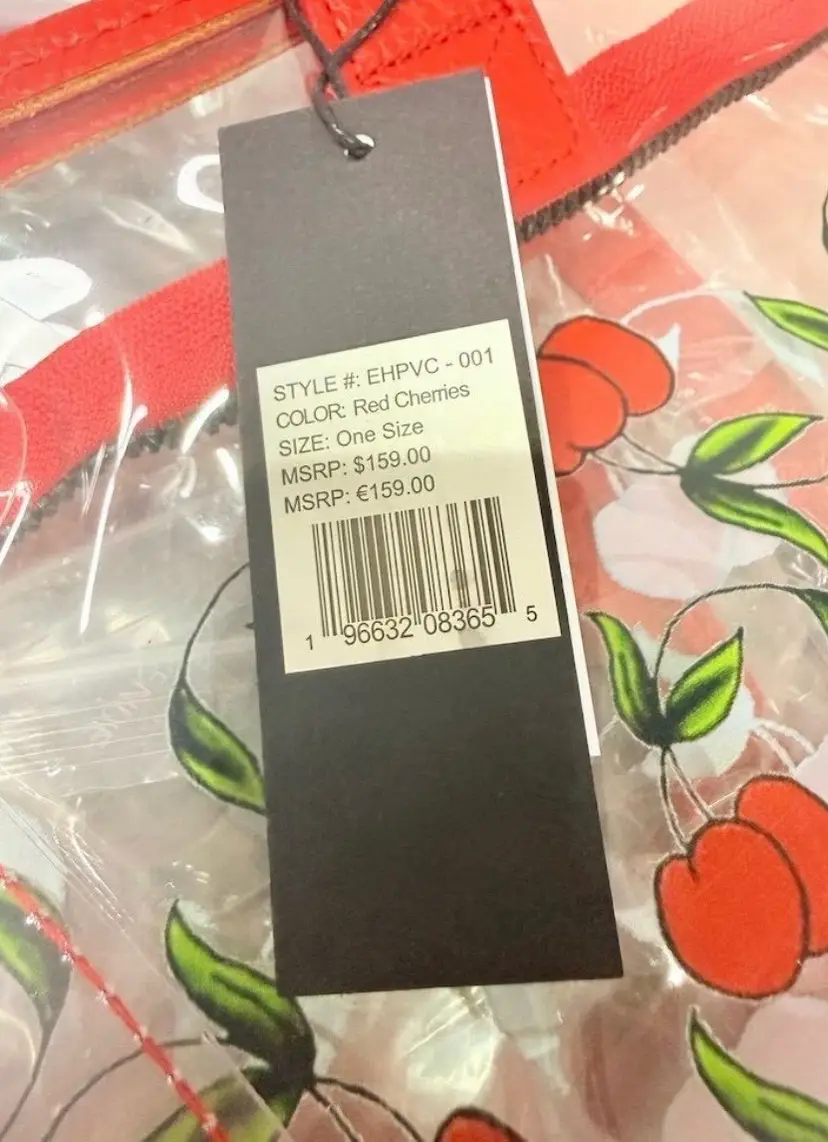 STYLE #: EHPVC - 001
COLOR: Red Cherries
SIZE: One Size
MSRP: $159.00
MSRP: €159.00
1 96632 08365 5